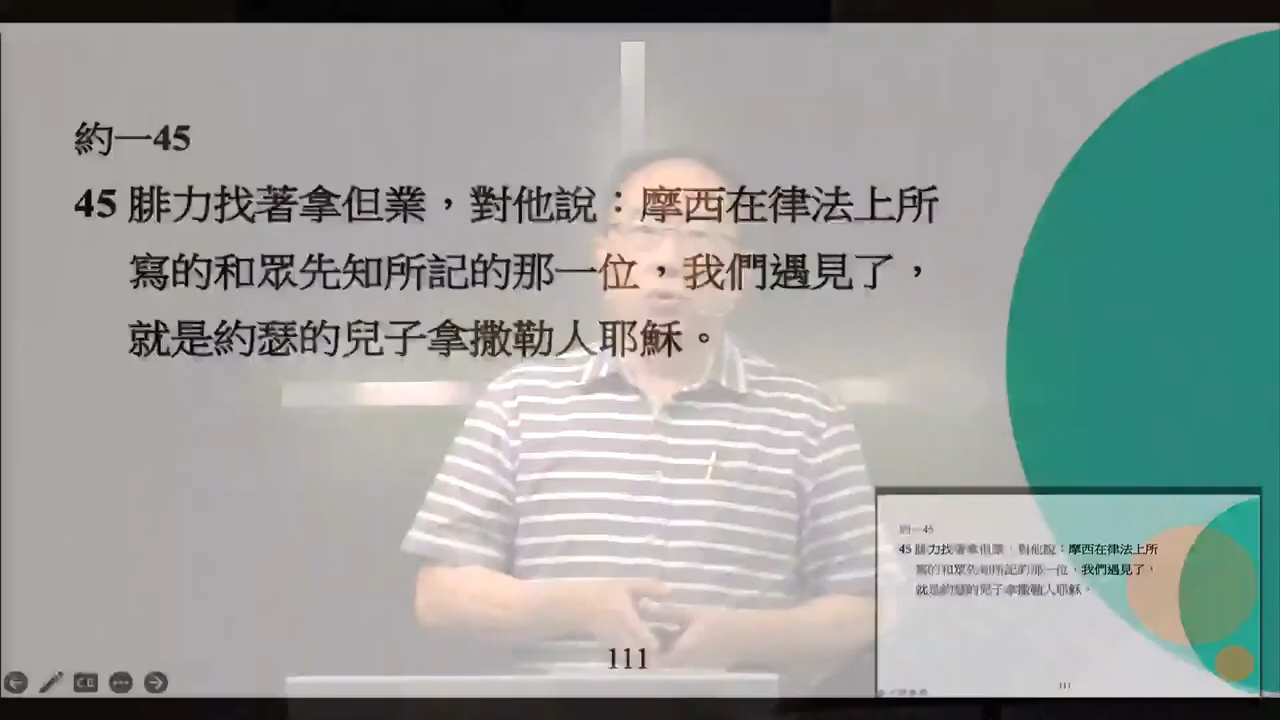 約一45
45 腓力找著拿但業，對他說：摩西在律法上所
寫的和眾先知所記的那一位，我們遇見了，
就是約瑟的兒子拿撒勒人耶穌。
111
CC
約一45
45 腓力找著拿但業，對他說：摩西在律法上所
寫的和眾先知所記的那一位，我們遇見了，
就是約瑟的兒子拿撒勒人耶穌。
111